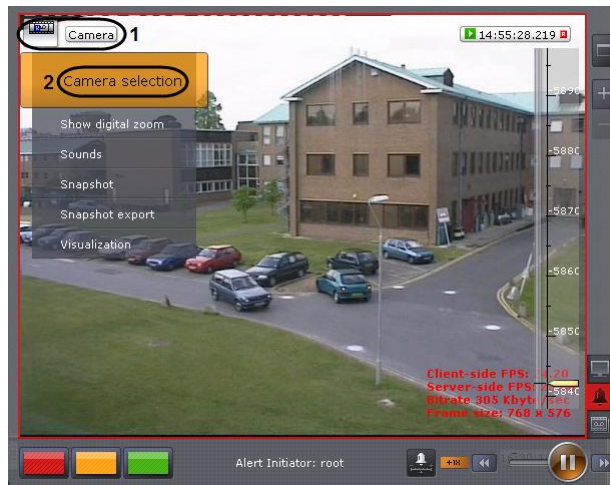 Camera 1
14:55:28.219 R
2 Camera selection
Show digital zoom
Sounds
Snapshot
Snapshot export
Visualization
-5890
-5880
-5870
-5860
-5850
-5840
Client-side FPS:
Server-side FPS:
Bitrate 305 Kbyte/sec
Frame size: 768 x 576
Alert Initiator: root
+1X